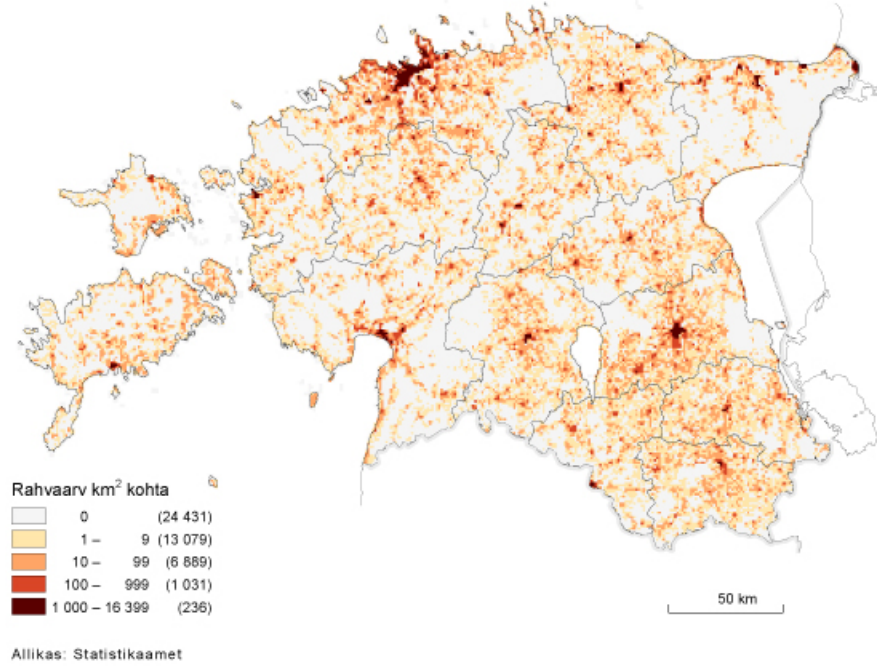 Rahvaarv km² kohta
0 (24 431)
1 – 9 (13 079)
10 – 99 (6 889)
100 – 999 (1 031)
1 000 – 16 399 (236)
50 km
Allikas: Statistikaamet